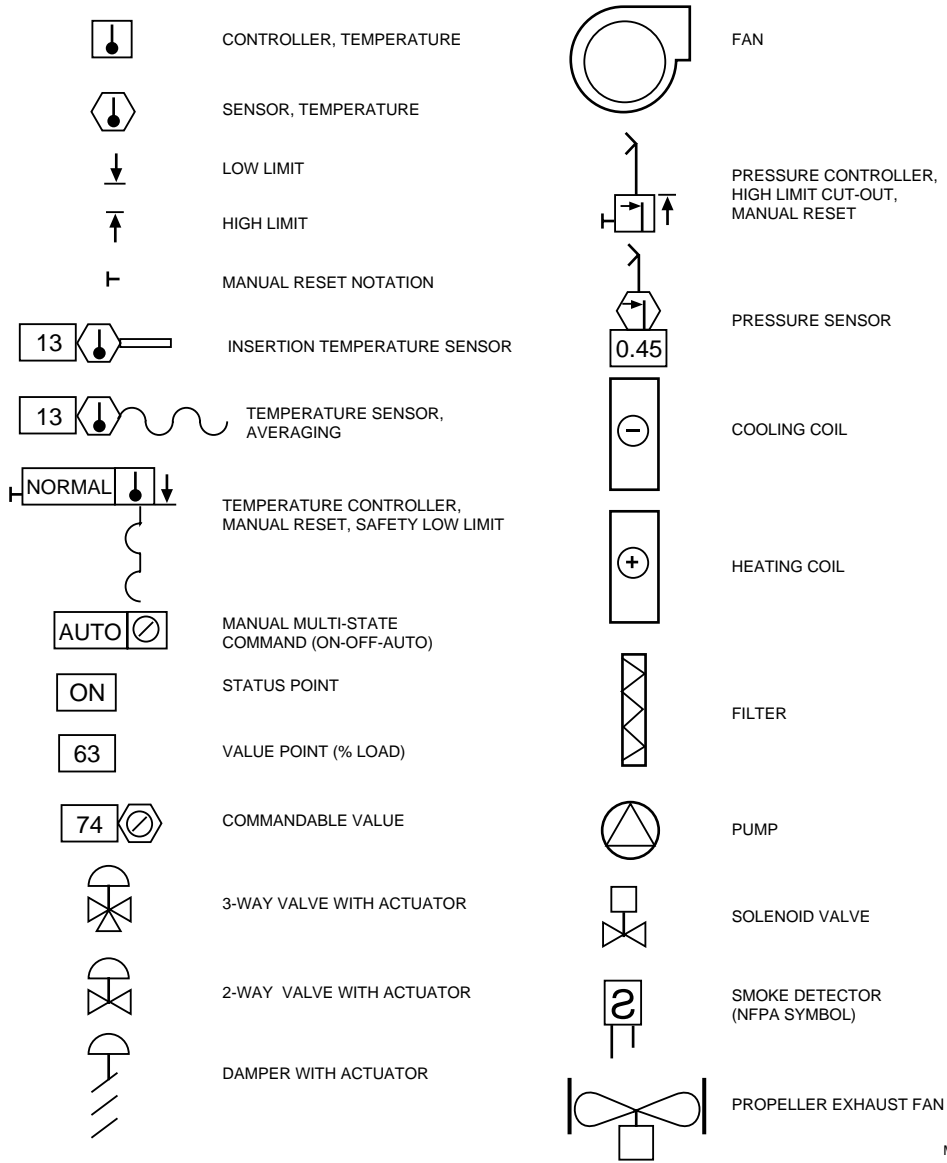 CONTROLLER, TEMPERATURE
SENSOR, TEMPERATURE
LOW LIMIT
HIGH LIMIT
MANUAL RESET NOTATION
13
INSERTION TEMPERATURE SENSOR
13
TEMPERATURE SENSOR,
AVERAGING
NORMAL
TEMPERATURE CONTROLLER,
MANUAL RESET, SAFETY LOW LIMIT
AUTO
MANUAL MULTI-STATE
COMMAND (ON-OFF-AUTO)
ON
STATUS POINT
63
VALUE POINT (% LOAD)
74
COMMANDABLE VALUE
3-WAY VALVE WITH ACTUATOR
2-WAY VALVE WITH ACTUATOR
DAMPER WITH ACTUATOR
FAN
PRESSURE CONTROLLER,
HIGH LIMIT CUT-OUT,
MANUAL RESET
PRESSURE SENSOR
0.45
COOLING COIL
HEATING COIL
FILTER
PUMP
SOLENOID VALVE
S
SMOKE DETECTOR
(NFPA SYMBOL)
PROPELLER EXHAUST FAN